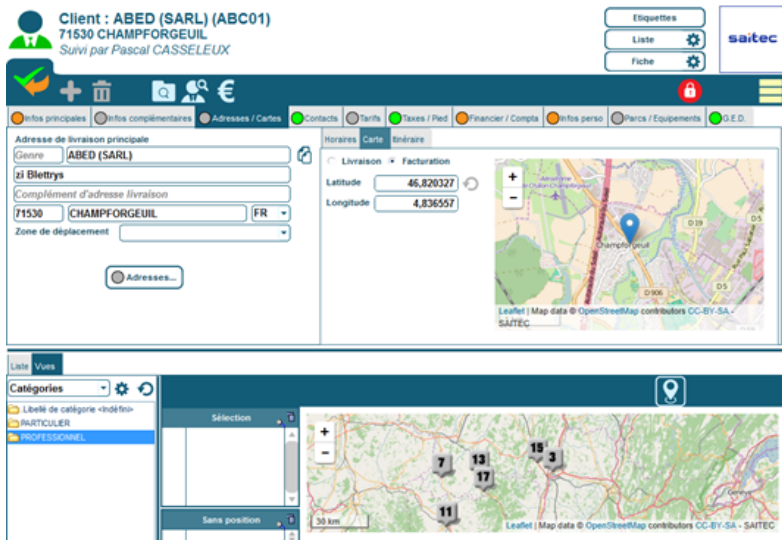 Client : ABED (SARL) (ABC01)
71530 CHAMPFORGEUIL
Suivi par Pascal CASSELEUX
Etiquettes
Liste
Fiche
saitec
Infos principales
Infos complémentaires
Adresses / Cartes
Contacts
Tarifs
Taxes / Pied
Financier / Compta
Infos perso
Parcs / Equipements
G.E.D.
Adresse de livraison principale
Genre
ABED (SARL)
zi Blettrys
Complément d'adresse livraison
71530
CHAMPFORGEUIL
FR
Zone de déplacement
Adresses...
Horaires
Carte
Itinéraire
Livraison
Facturation
Latitude
46,820327
Longitude
4,836557
+
-
Champforgeuil
D 19
D5
D 906
D 5
Leaflet | Map data © OpenStreetMap contributors CC-BY-SA - SAITEC
Liste
Vues
Catégories
Libellé de catégorie <Indéfini>
PARTICULIER
PROFESSIONNEL
Sélection
Sans position
+
-
7
13
17
15
3
11
Genève
30 km
Leaflet | Map data © OpenStreetMap contributors CC-BY-SA - SAITEC